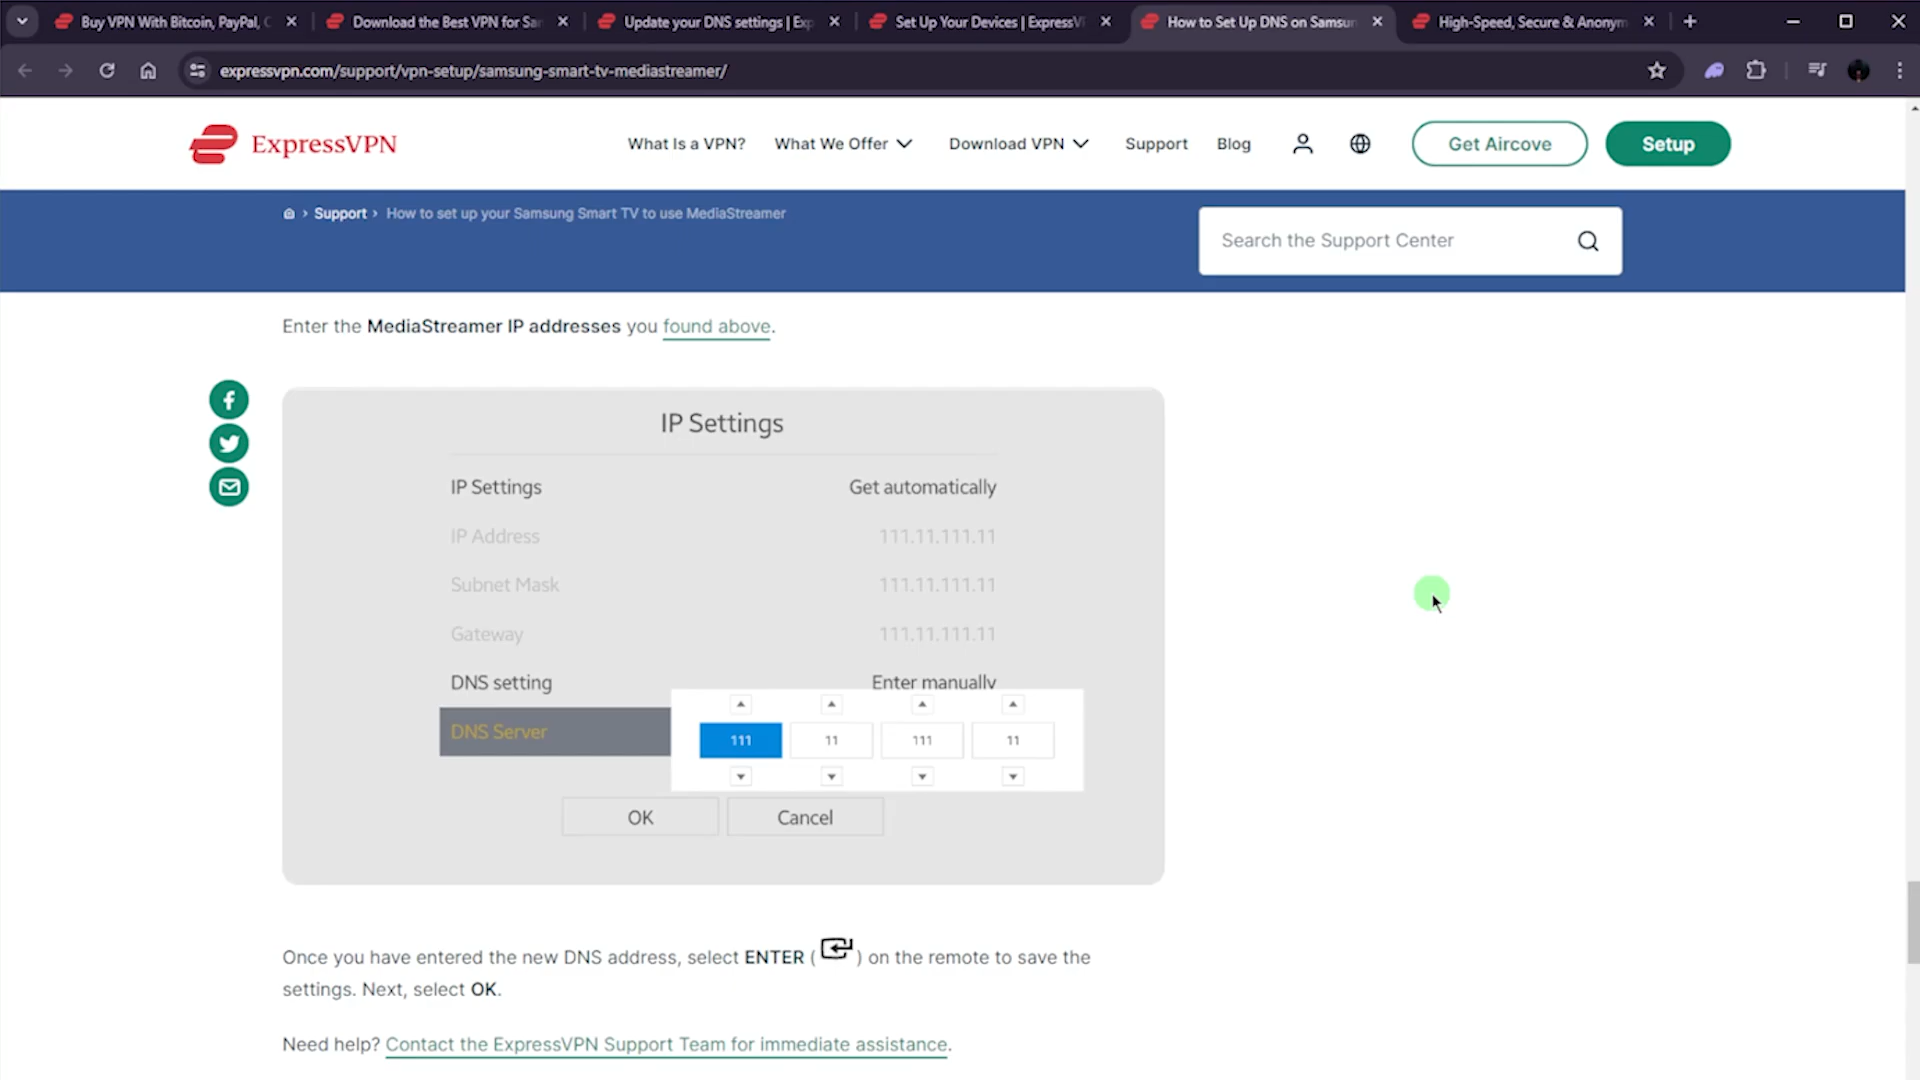 Buy VPN With Bitcoin, PayPal, C
Download the Best VPN for Sa
Update your DNS settings | Exp
Set Up Your Devices | ExpressV
How to Set Up DNS on Samsu
High-Speed, Secure & Anonym
expressvpn.com/support/vpn-setup/samsung-smart-tv-mediastreamer/
ExpressVPN
What Is a VPN?
What We Offer
Download VPN
Support
Blog
Get Aircove
Setup
Support
How to set up your Samsung Smart TV to use MediaStreamer
Search the Support Center
Enter the MediaStreamer IP addresses you found above.
IP Settings
IP Settings Get automatically
IP Address 111.11.111.11
Subnet Mask 111.11.111.11
Gateway 111.11.111.11
DNS setting Enter manually
DNS Server 111 11 111 11
OK Cancel
Once you have entered the new DNS address, select ENTER ( ) on the remote to save the
settings. Next, select OK.
Need help? Contact the ExpressVPN Support Team for immediate assistance.